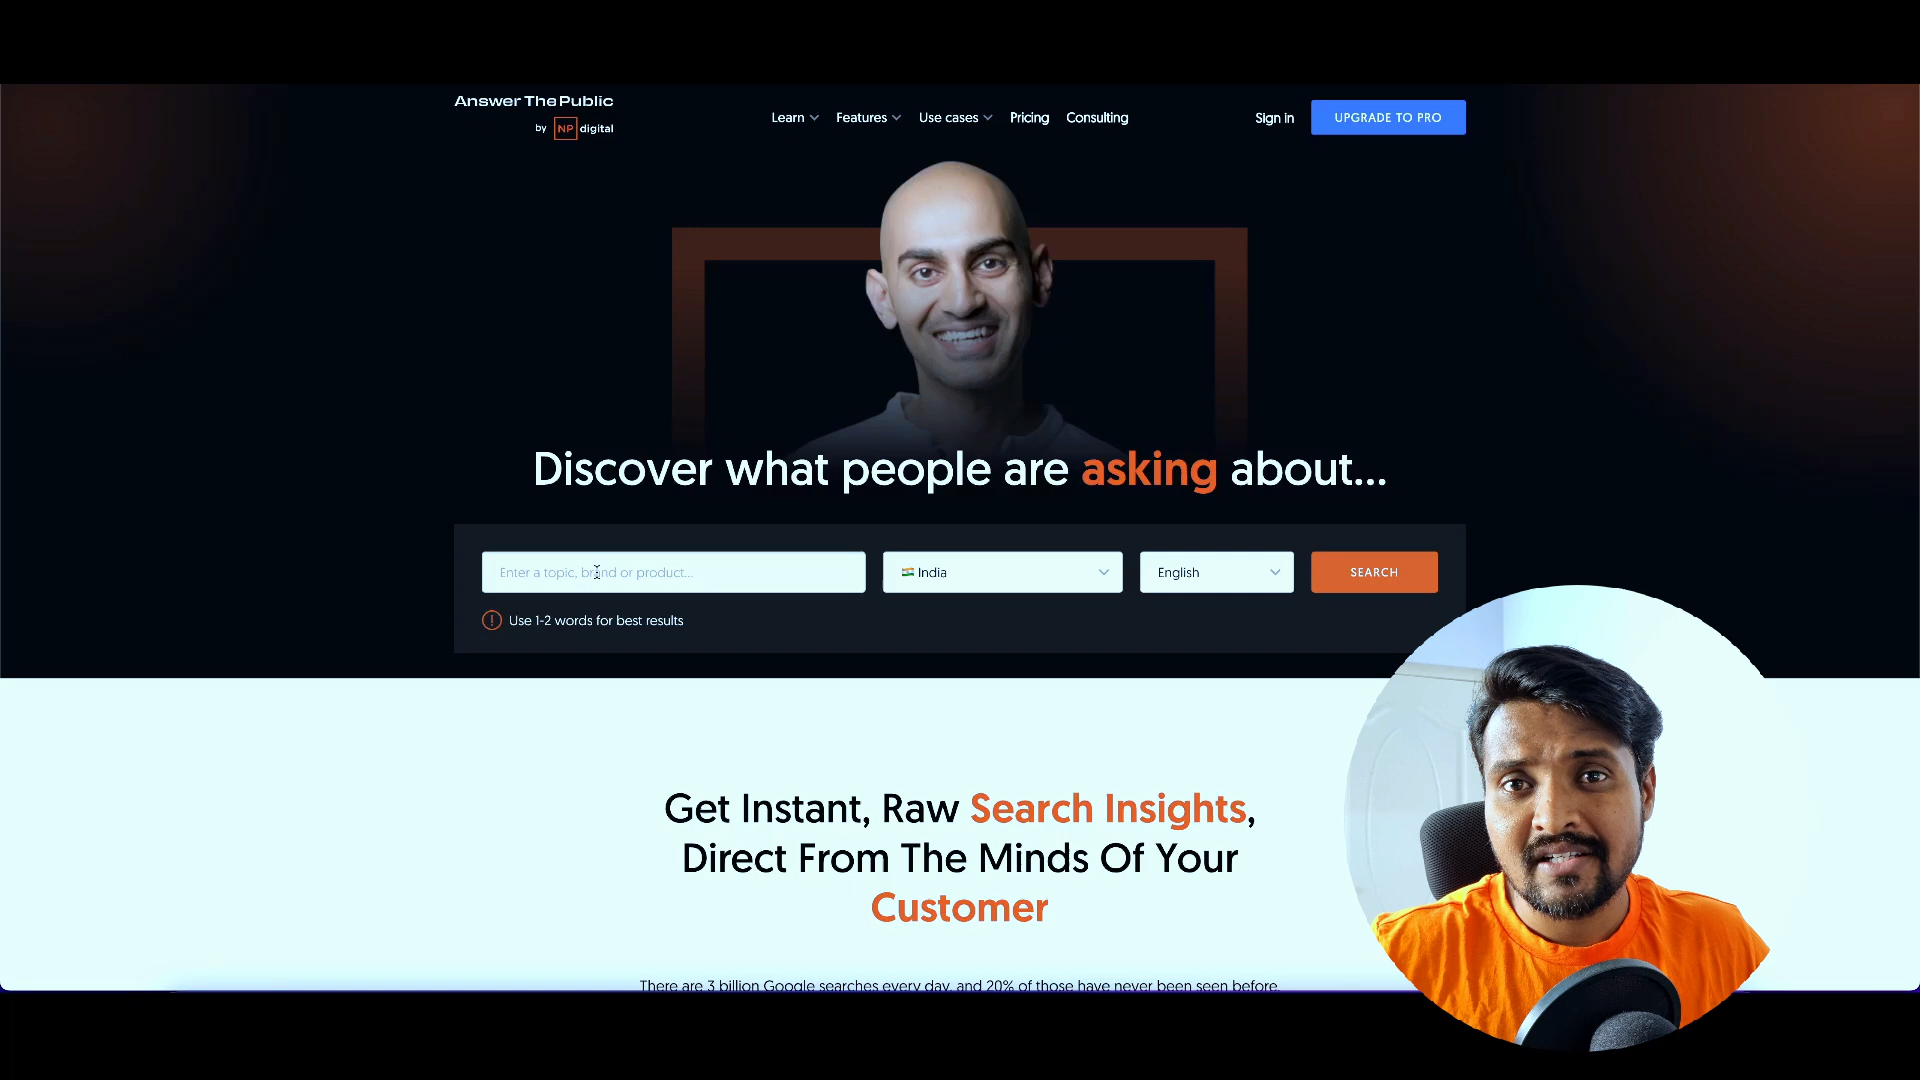 Answer The Public
by NP digital
Learn Features Use cases Pricing Consulting Sign in UPGRADE TO PRO
Discover what people are asking about...
Enter a topic, brand or product... India English SEARCH
Use 1-2 words for best results
Get Instant, Raw Search Insights,
Direct From The Minds Of Your
Customer
There are 3 billion Google searches every day, and 20% of those have never been seen before.